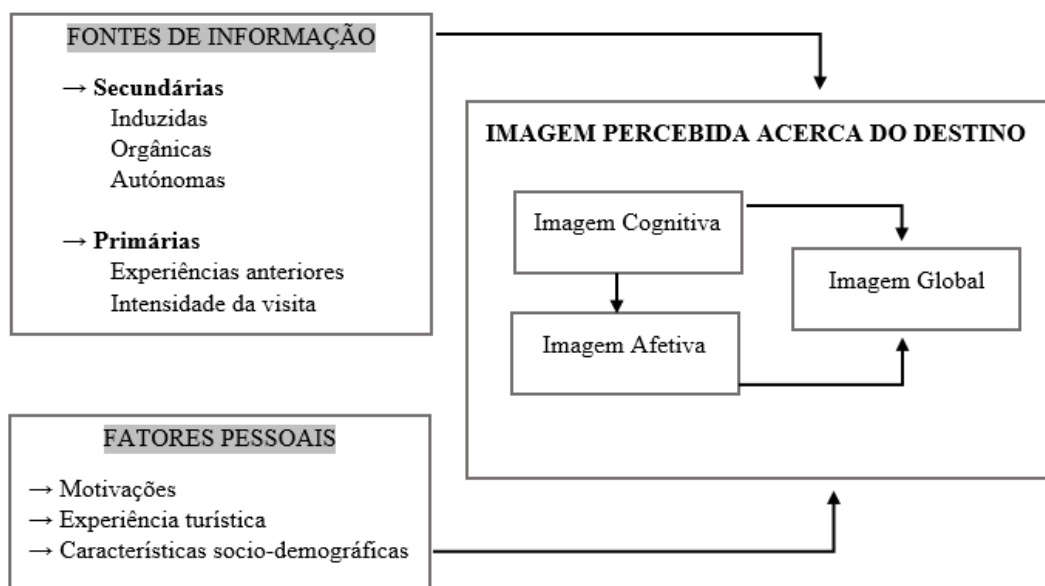 FONTES DE INFORMAÇÃO
→ Secundárias
Induzidas
Orgânicas
Autónomas
→ Primárias
Experiências anteriores
Intensidade da visita
FATORES PESSOAIS
→ Motivações
→ Experiência turística
→ Características socio-demográficas
IMAGEM PERCEBIDA ACERCA DO DESTINO
Imagem Cognitiva
Imagem Afetiva
Imagem Global